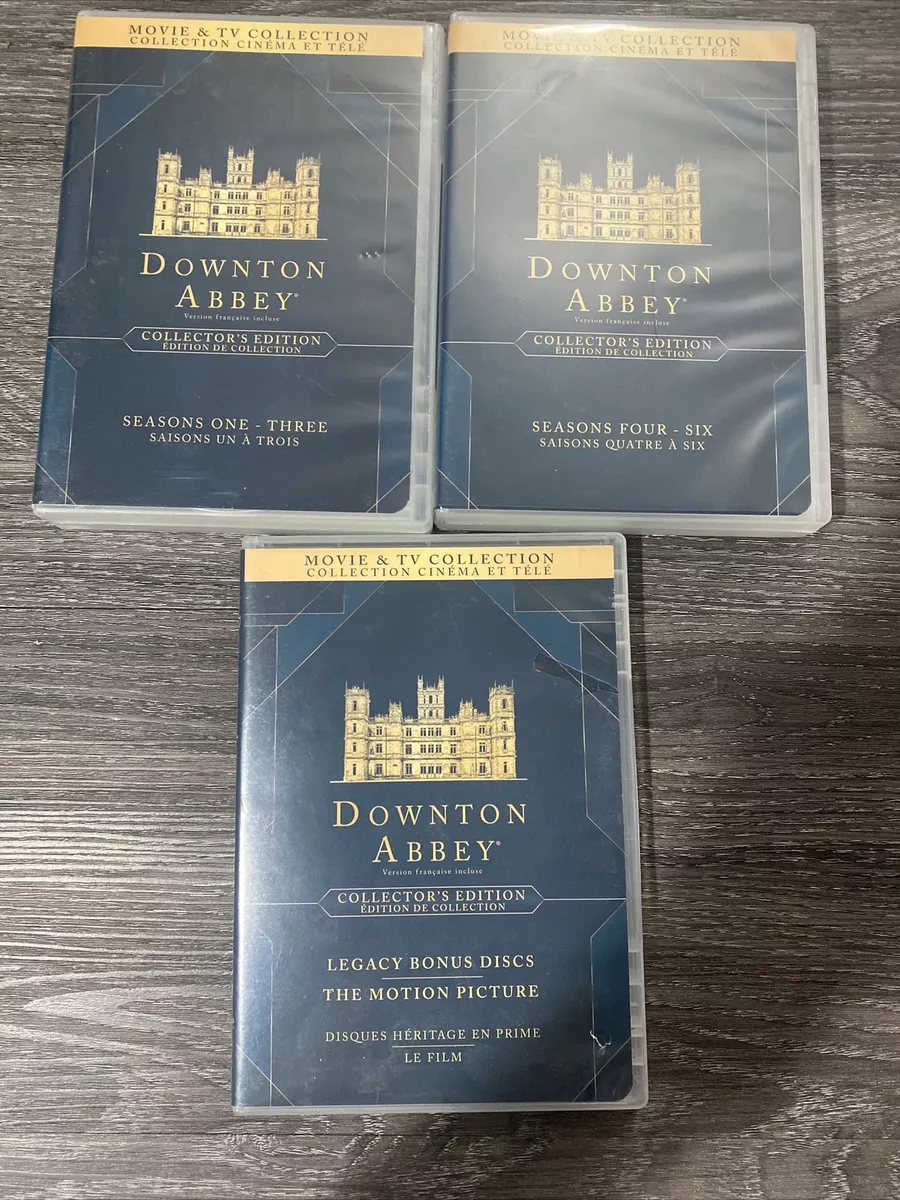 MOVIE & TV COLLECTION
COLLECTION CINÉMA ET TÉLÉ
DOWNTON
ABBEY®
Version française incluse
COLLECTOR'S EDITION
ÉDITION DE COLLECTION
SEASONS ONE - THREE
SAISONS UN À TROIS
MOVIE & TV COLLECTION
COLLECTION CINÉMA ET TÉLÉ
DOWNTON
ABBEY®
Version française incluse
COLLECTOR'S EDITION
ÉDITION DE COLLECTION
SEASONS FOUR - SIX
SAISONS QUATRE À SIX
MOVIE & TV COLLECTION
COLLECTION CINÉMA ET TÉLÉ
DOWNTON
ABBEY®
Version française incluse
COLLECTOR'S EDITION
ÉDITION DE COLLECTION
LEGACY BONUS DISCS
THE MOTION PICTURE
DISQUES HÉRITAGE EN PRIME
LE FILM